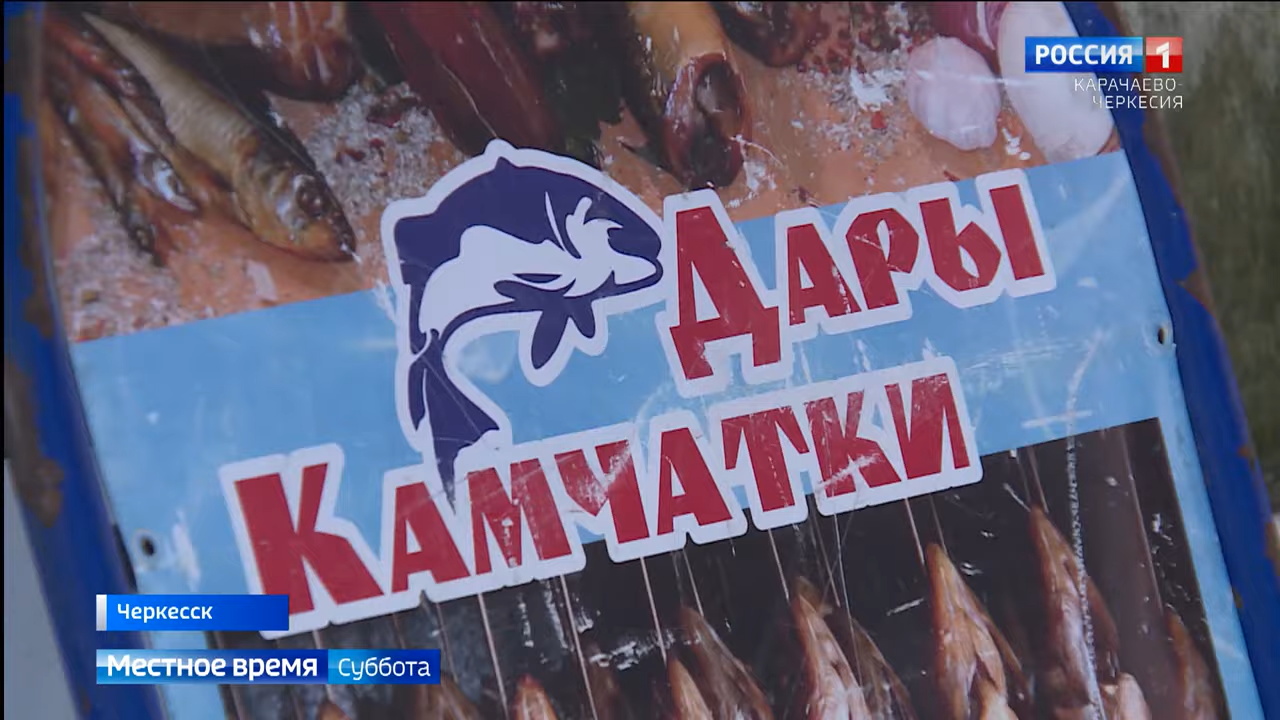 РОССИЯ 1
КАРАЧАЕВО-
ЧЕРКЕСИЯ
ДАРЫ
КАМЧАТКИ
Черкесск
Местное время Суббота